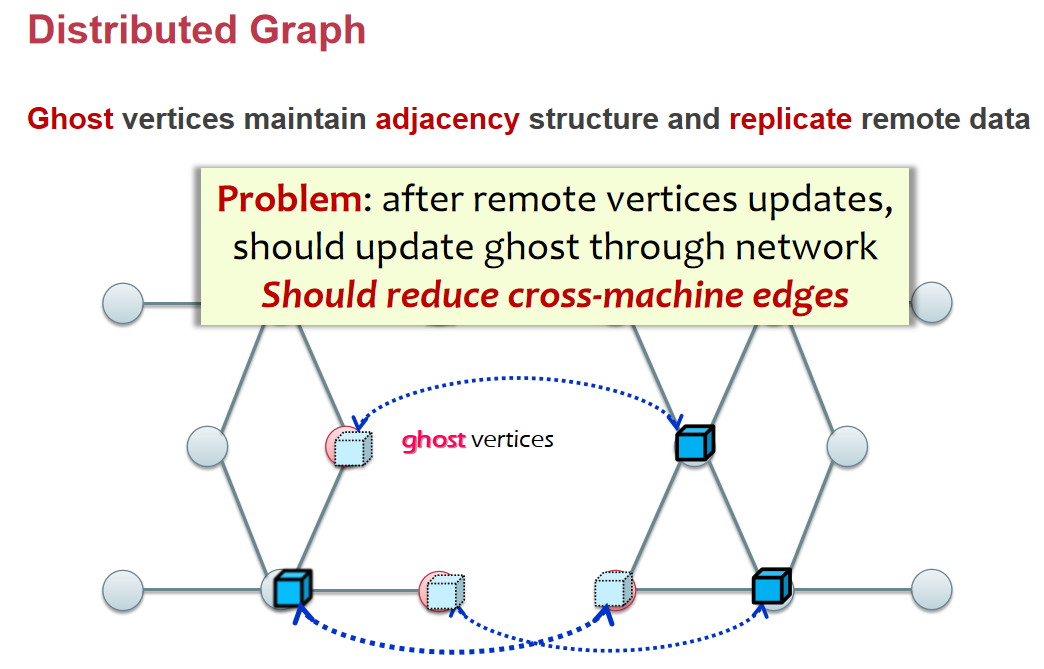 Distributed Graph
Ghost vertices maintain adjacency structure and replicate remote data
Problem: after remote vertices updates,
should update ghost through network
Should reduce cross-machine edges
ghost vertices